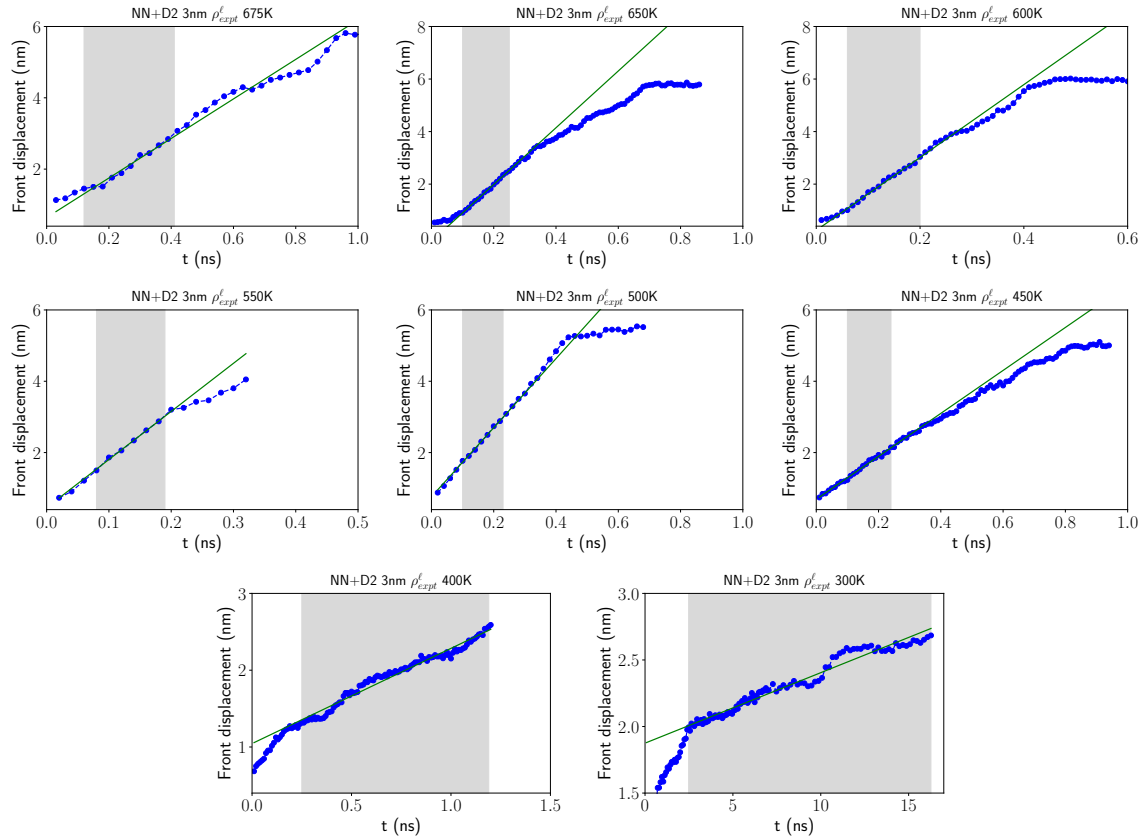 NN+D2 3nm ρ^ℓ_expt 675K
Front displacement (nm)
6
4
2
0.0 0.2 0.4 0.6 0.8 1.0
t (ns)
NN+D2 3nm ρ^ℓ_expt 650K
Front displacement (nm)
8
6
4
2
0.0 0.2 0.4 0.6 0.8 1.0
t (ns)
NN+D2 3nm ρ^ℓ_expt 600K
Front displacement (nm)
8
6
4
2
0.0 0.2 0.4 0.6
t (ns)
NN+D2 3nm ρ^ℓ_expt 550K
Front displacement (nm)
6
4
2
0.0 0.1 0.2 0.3 0.4 0.5
t (ns)
NN+D2 3nm ρ^ℓ_expt 500K
Front displacement (nm)
6
4
2
0.0 0.2 0.4 0.6 0.8 1.0
t (ns)
NN+D2 3nm ρ^ℓ_expt 450K
Front displacement (nm)
6
4
2
0.0 0.2 0.4 0.6 0.8 1.0
t (ns)
NN+D2 3nm ρ^ℓ_expt 400K
Front displacement (nm)
3
2
1
0.0 0.5 1.0 1.5
t (ns)
NN+D2 3nm ρ^ℓ_expt 300K
Front displacement (nm)
3.0
2.5
2.0
1.5
5 10 15
t (ns)